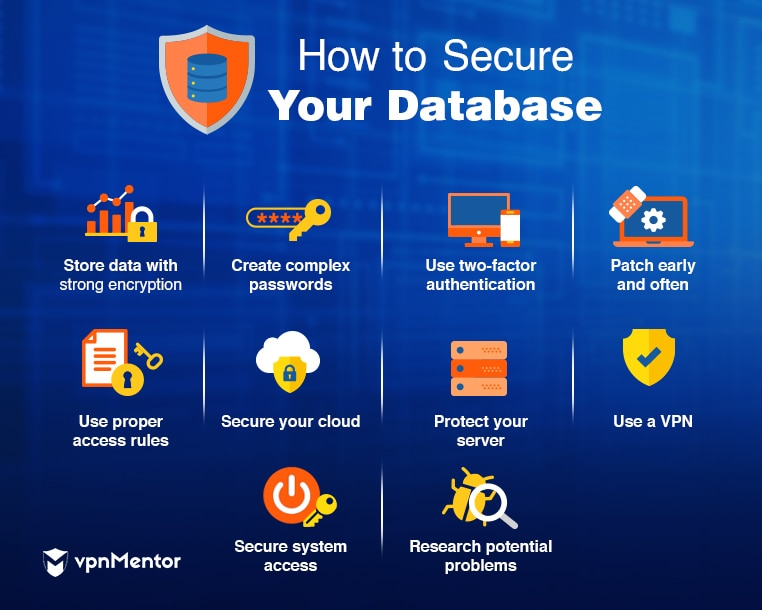 How to Secure
Your Database
****
Store data with
strong encryption
Create complex
passwords
Use two-factor
authentication
Patch early
and often
Use proper
access rules
Secure your cloud
Protect your
server
Use a VPN
Secure system
access
Research potential
problems
vpnMentor